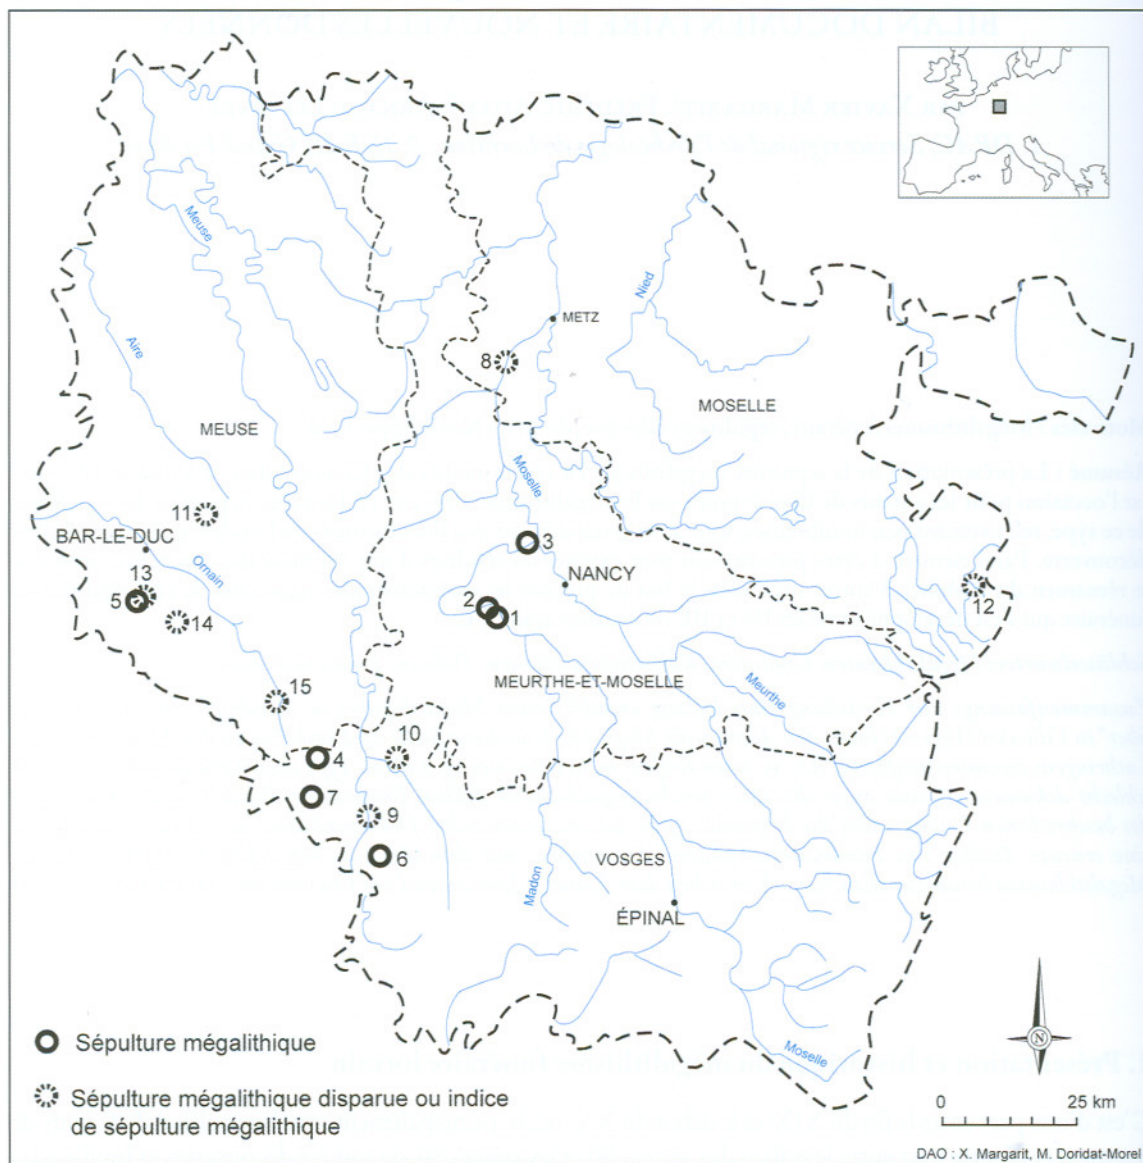 Meuse
Aire
Nied
METZ
8
MOSELLE
MEUSE
Moselle
11
BAR-LE-DUC
3
Ornain
NANCY
13
5
2
1
12
14
MEURTHE-ET-MOSELLE
Meurthe
15
10
4
7
9
6
VOSGES
Madon
ÉPINAL
N
Moselle
Sépulture mégalithique
Sépulture mégalithique disparue ou indice
de sépulture mégalithique
0 25 km
DAO : X. Margarit, M. Doridat-Morel